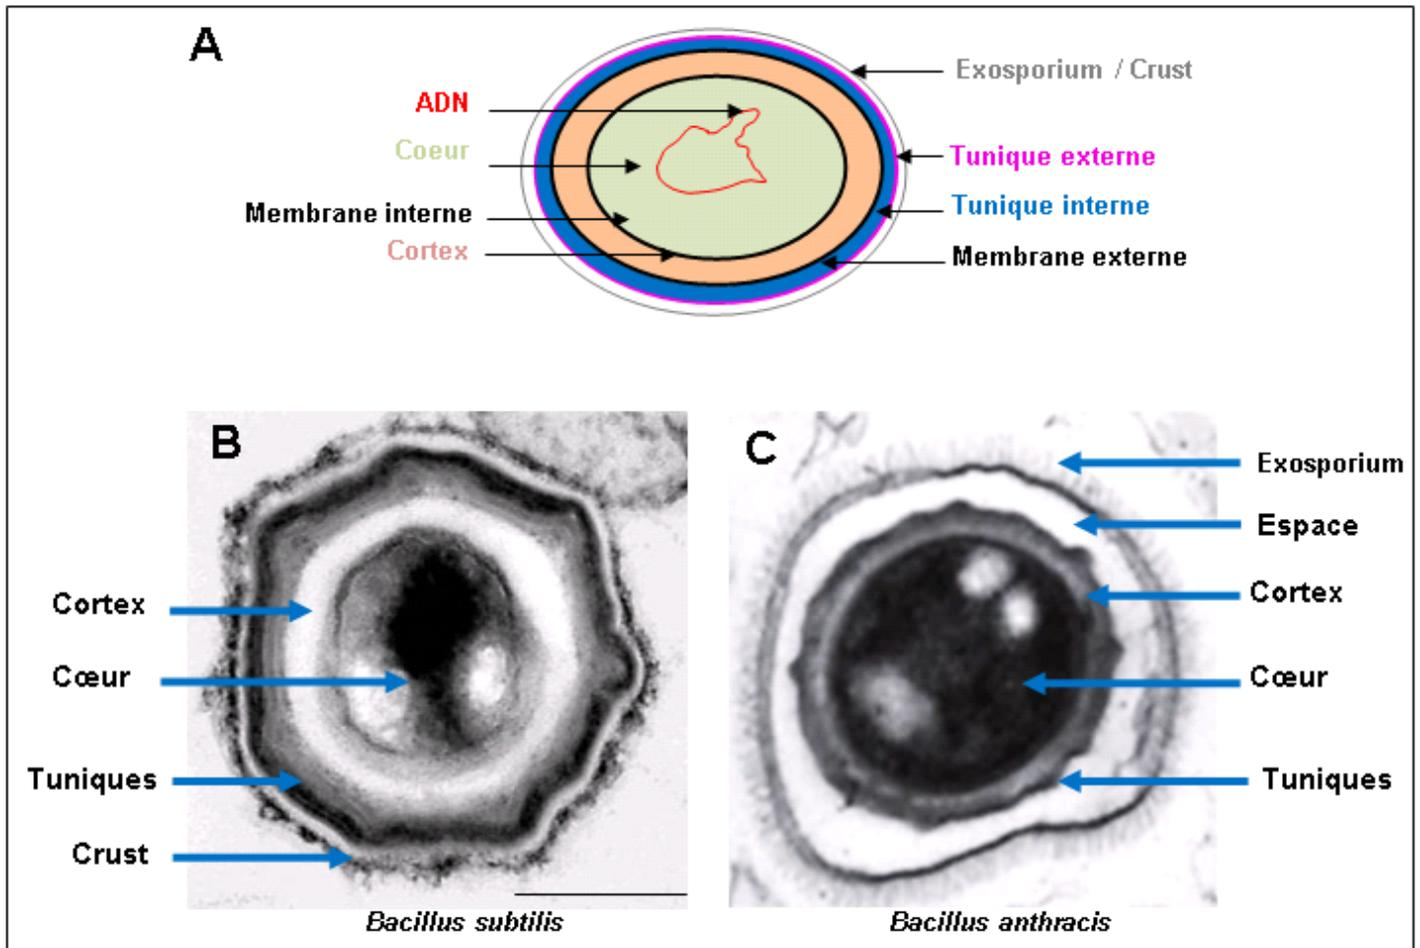 A
ADN
Coeur
Membrane interne
Cortex
Exosporium / Crust
Tunique externe
Tunique interne
Membrane externe
B
Cortex
Cœur
Tuniques
Crust
Bacillus subtilis
C
Exosporium
Espace
Cortex
Cœur
Tuniques
Bacillus anthracis